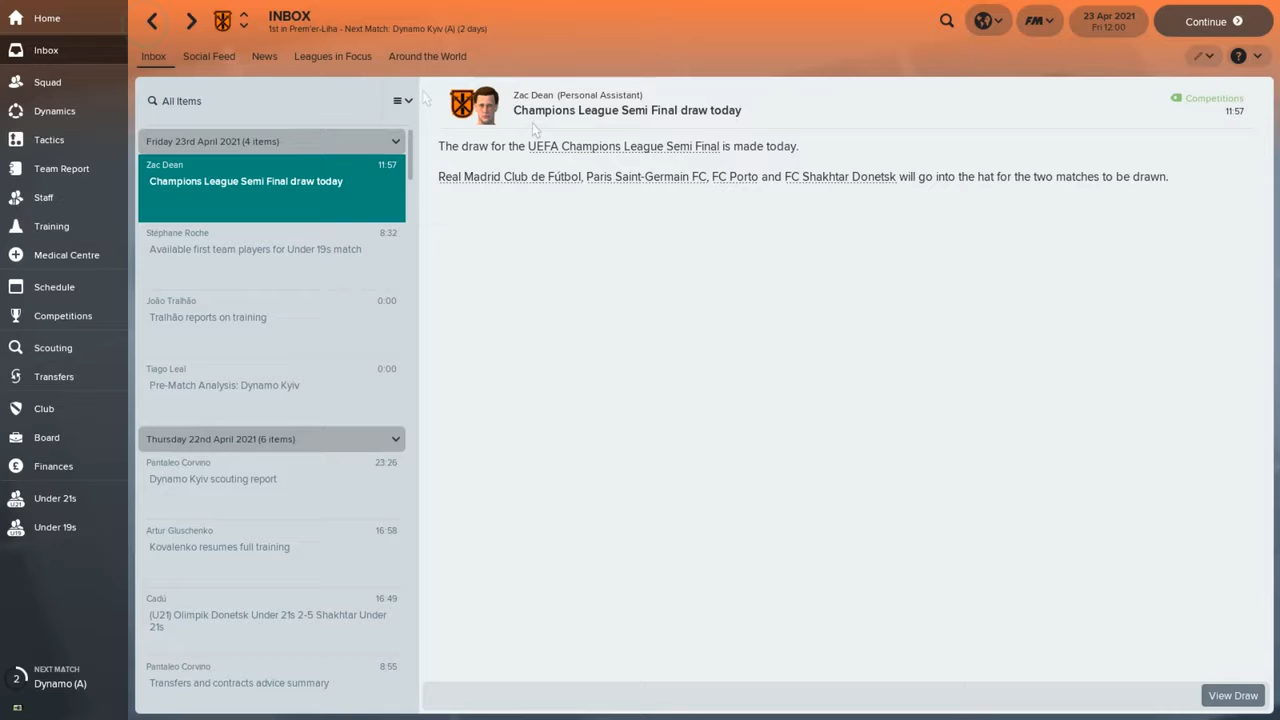 Home
Inbox
Squad
Dynamics
Tactics
Team Report
Staff
Training
Medical Centre
Schedule
Competitions
Scouting
Transfers
Club
Board
Finances
Under 21s
Under 19s
2
NEXT MATCH
Dynamo (A)
INBOX
1st in Prem'er-Liha - Next Match: Dynamo Kyiv (A) (2 days)
FM
23 Apr 2021
Fri 12:00
Continue
Inbox
Social Feed
News
Leagues in Focus
Around the World
?
All Items
Friday 23rd April 2021 (4 items)
Zac Dean 11:57
Champions League Semi Final draw today
Stéphane Roche 8:32
Available first team players for Under 19s match
João Tralhão 0:00
Tralhão reports on training
Tiago Leal 0:00
Pre-Match Analysis: Dynamo Kyiv
Thursday 22nd April 2021 (6 items)
Pantaleo Corvino 23:26
Dynamo Kyiv scouting report
Artur Gluschenko 16:58
Kovalenko resumes full training
Cadú 16:49
(U21) Olimpik Donetsk Under 21s 2-5 Shakhtar Under
21s
Pantaleo Corvino 8:55
Transfers and contracts advice summary
Zac Dean (Personal Assistant)
Champions League Semi Final draw today
Competitions
11:57
The draw for the UEFA Champions League Semi Final is made today.
Real Madrid Club de Fútbol, Paris Saint-Germain FC, FC Porto and FC Shakhtar Donetsk will go into the hat for the two matches to be drawn.
View Draw